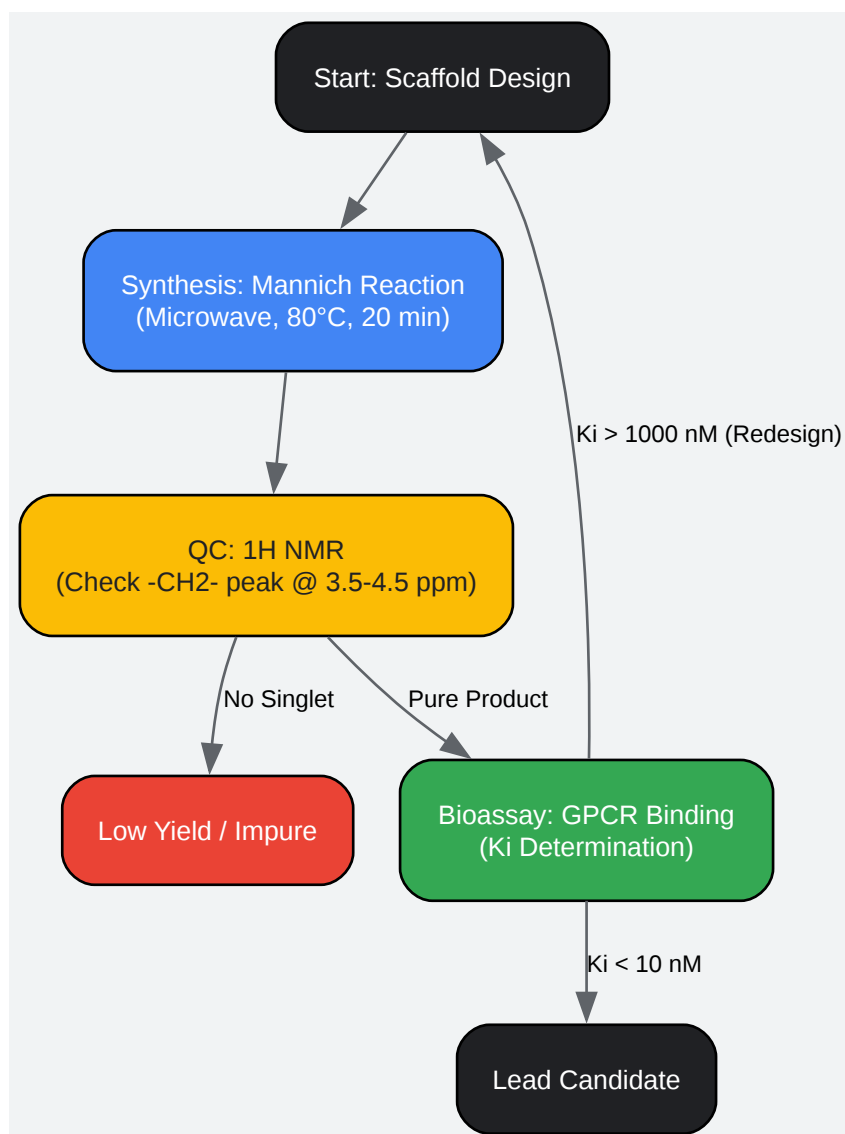 Start: Scaffold Design
Synthesis: Mannich Reaction
(Microwave, 80°C, 20 min)
Ki > 1000 nM (Redesign)
QC: 1H NMR
(Check -CH2- peak @ 3.5-4.5 ppm)
No Singlet
Pure Product
Low Yield / Impure
Bioassay: GPCR Binding
(Ki Determination)
Ki < 10 nM
Lead Candidate